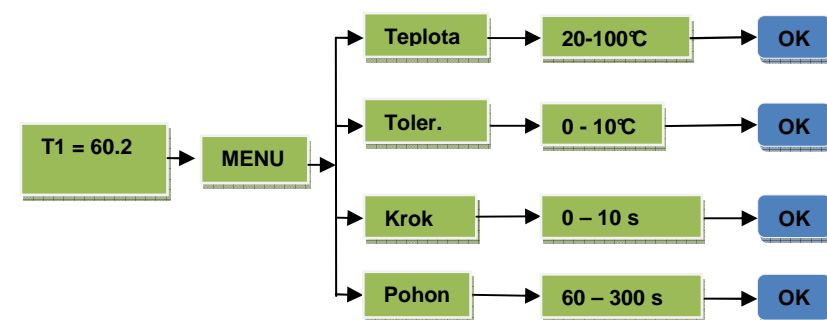 Teplota 20-100°C OK
Toler. 0 - 10°C OK
T1 = 60.2 MENU
Krok 0 – 10 s OK
Pohon 60 – 300 s OK